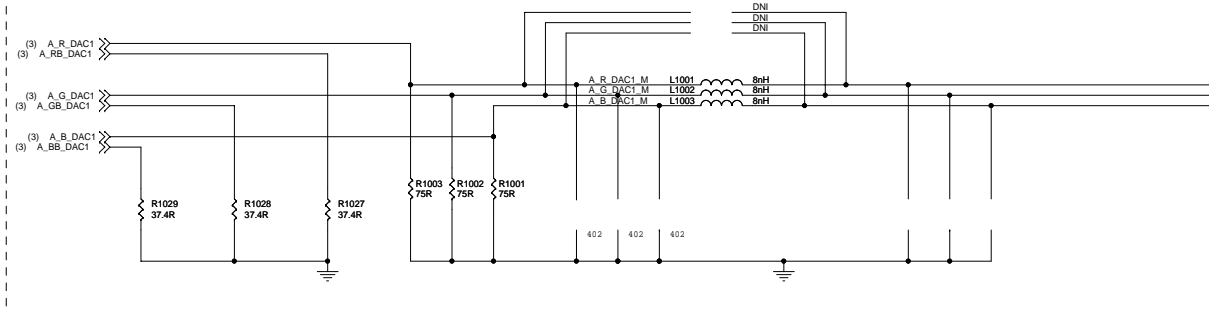 DNI
DNI
DNI
(3) A_R_DAC1
(3) A_RB_DAC1
A_R_DAC1_M L1001 8nH
(3) A_G_DAC1 A_G_DAC1_M L1002 8nH
(3) A_GB_DAC1 A_B_DAC1_M L1003 8nH
(3) A_B_DAC1
(3) A_BB_DAC1
R1003 R1002 R1001
75R 75R 75R
R1029 R1028 R1027
37.4R 37.4R 37.4R
402 402 402